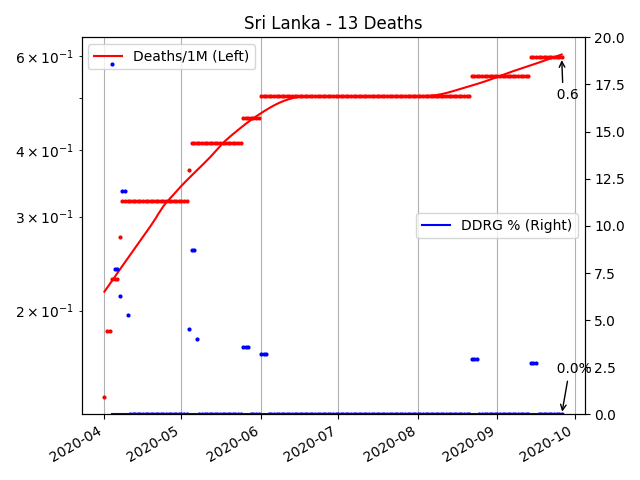 Sri Lanka - 13 Deaths
Deaths/1M (Left)
DDRG % (Right)
6 × 10⁻¹
4 × 10⁻¹
3 × 10⁻¹
2 × 10⁻¹
20.0
17.5
15.0
12.5
10.0
7.5
5.0
2.5
0.0
0.6
0.0%
2020-04
2020-05
2020-06
2020-07
2020-08
2020-09
2020-10